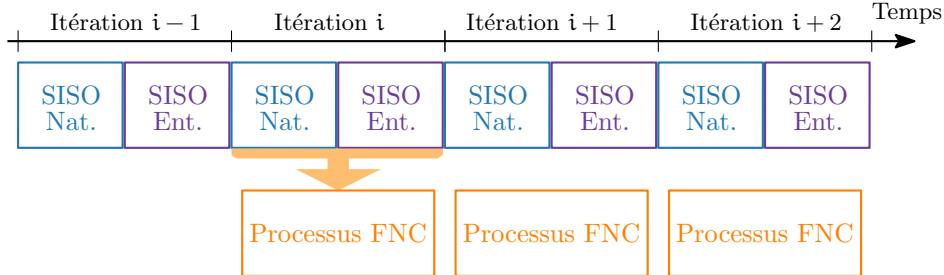 Temps
Itération i − 1 Itération i Itération i + 1 Itération i + 2
SISO Nat. SISO Ent. SISO Nat. SISO Ent. SISO Nat. SISO Ent. SISO Nat. SISO Ent.
Processus FNC Processus FNC Processus FNC